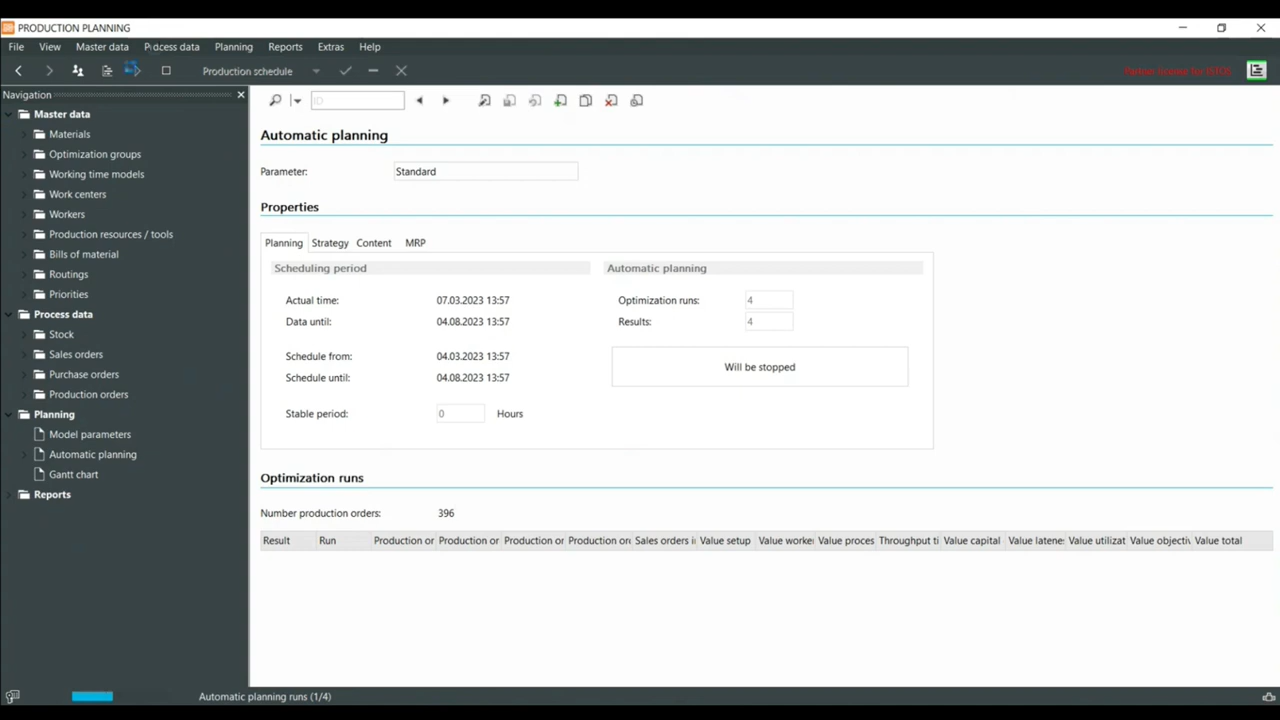 PRODUCTION PLANNING
File View Master data Process data Planning Reports Extras Help
Production schedule
Navigation
Master data
Materials
Optimization groups
Working time models
Work centers
Workers
Production resources / tools
Bills of material
Routings
Priorities
Process data
Stock
Sales orders
Purchase orders
Production orders
Planning
Model parameters
Automatic planning
Gantt chart
Reports
ID
Automatic planning
Parameter: Standard
Properties
Planning Strategy Content MRP
Scheduling period Automatic planning
Actual time: 07.03.2023 13:57 Optimization runs: 4
Data until: 04.08.2023 13:57 Results: 4
Schedule from: 04.03.2023 13:57
Will be stopped
Schedule until: 04.08.2023 13:57
Stable period: 0 Hours
Optimization runs
Number production orders: 396
Result Run Production or Production or Production or Production or Sales orders i Value setup Value worke Value proces Throughput ti Value capital Value latene Value utilizat Value objecti Value total
Automatic planning runs (1/4)